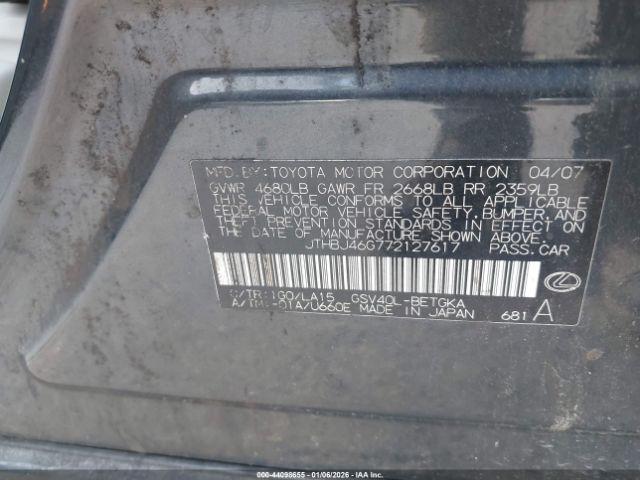 MFD.BY:TOYOTA MOTOR CORPORATION 04/07
GVWR 4680LB GAWR FR 2668LB RR 2359LB
THIS VEHICLE CONFORMS TO ALL APPLICABLE
FEDERAL MOTOR VEHICLE SAFETY, BUMPER, AND
THEFT PREVENTION STANDARDS IN EFFECT ON
THE DATE OF MANUFACTURE SHOWN ABOVE.
JTHBJ46G772127617 PASS.CAR
C/TR:1G0/LA15 GSV40L-BETGKA
A/TM:-01A/U660E MADE IN JAPAN 681 A
000-44098655 | 01/06/2026 | © COPYRIGHT IAA, LLC